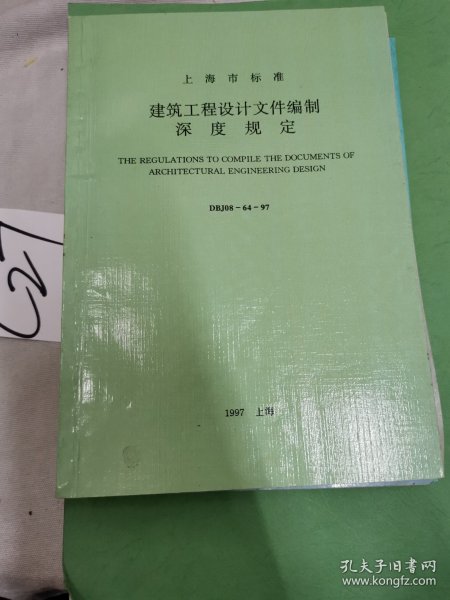 上海市标准
建筑工程设计文件编制
深度规定
THE REGULATIONS TO COMPILE THE DOCUMENTS OF
ARCHITECTURAL ENGINEERING DESIGN
DBJ08－64－97
1997 上海
孔夫子旧书网
www.kongfz.com